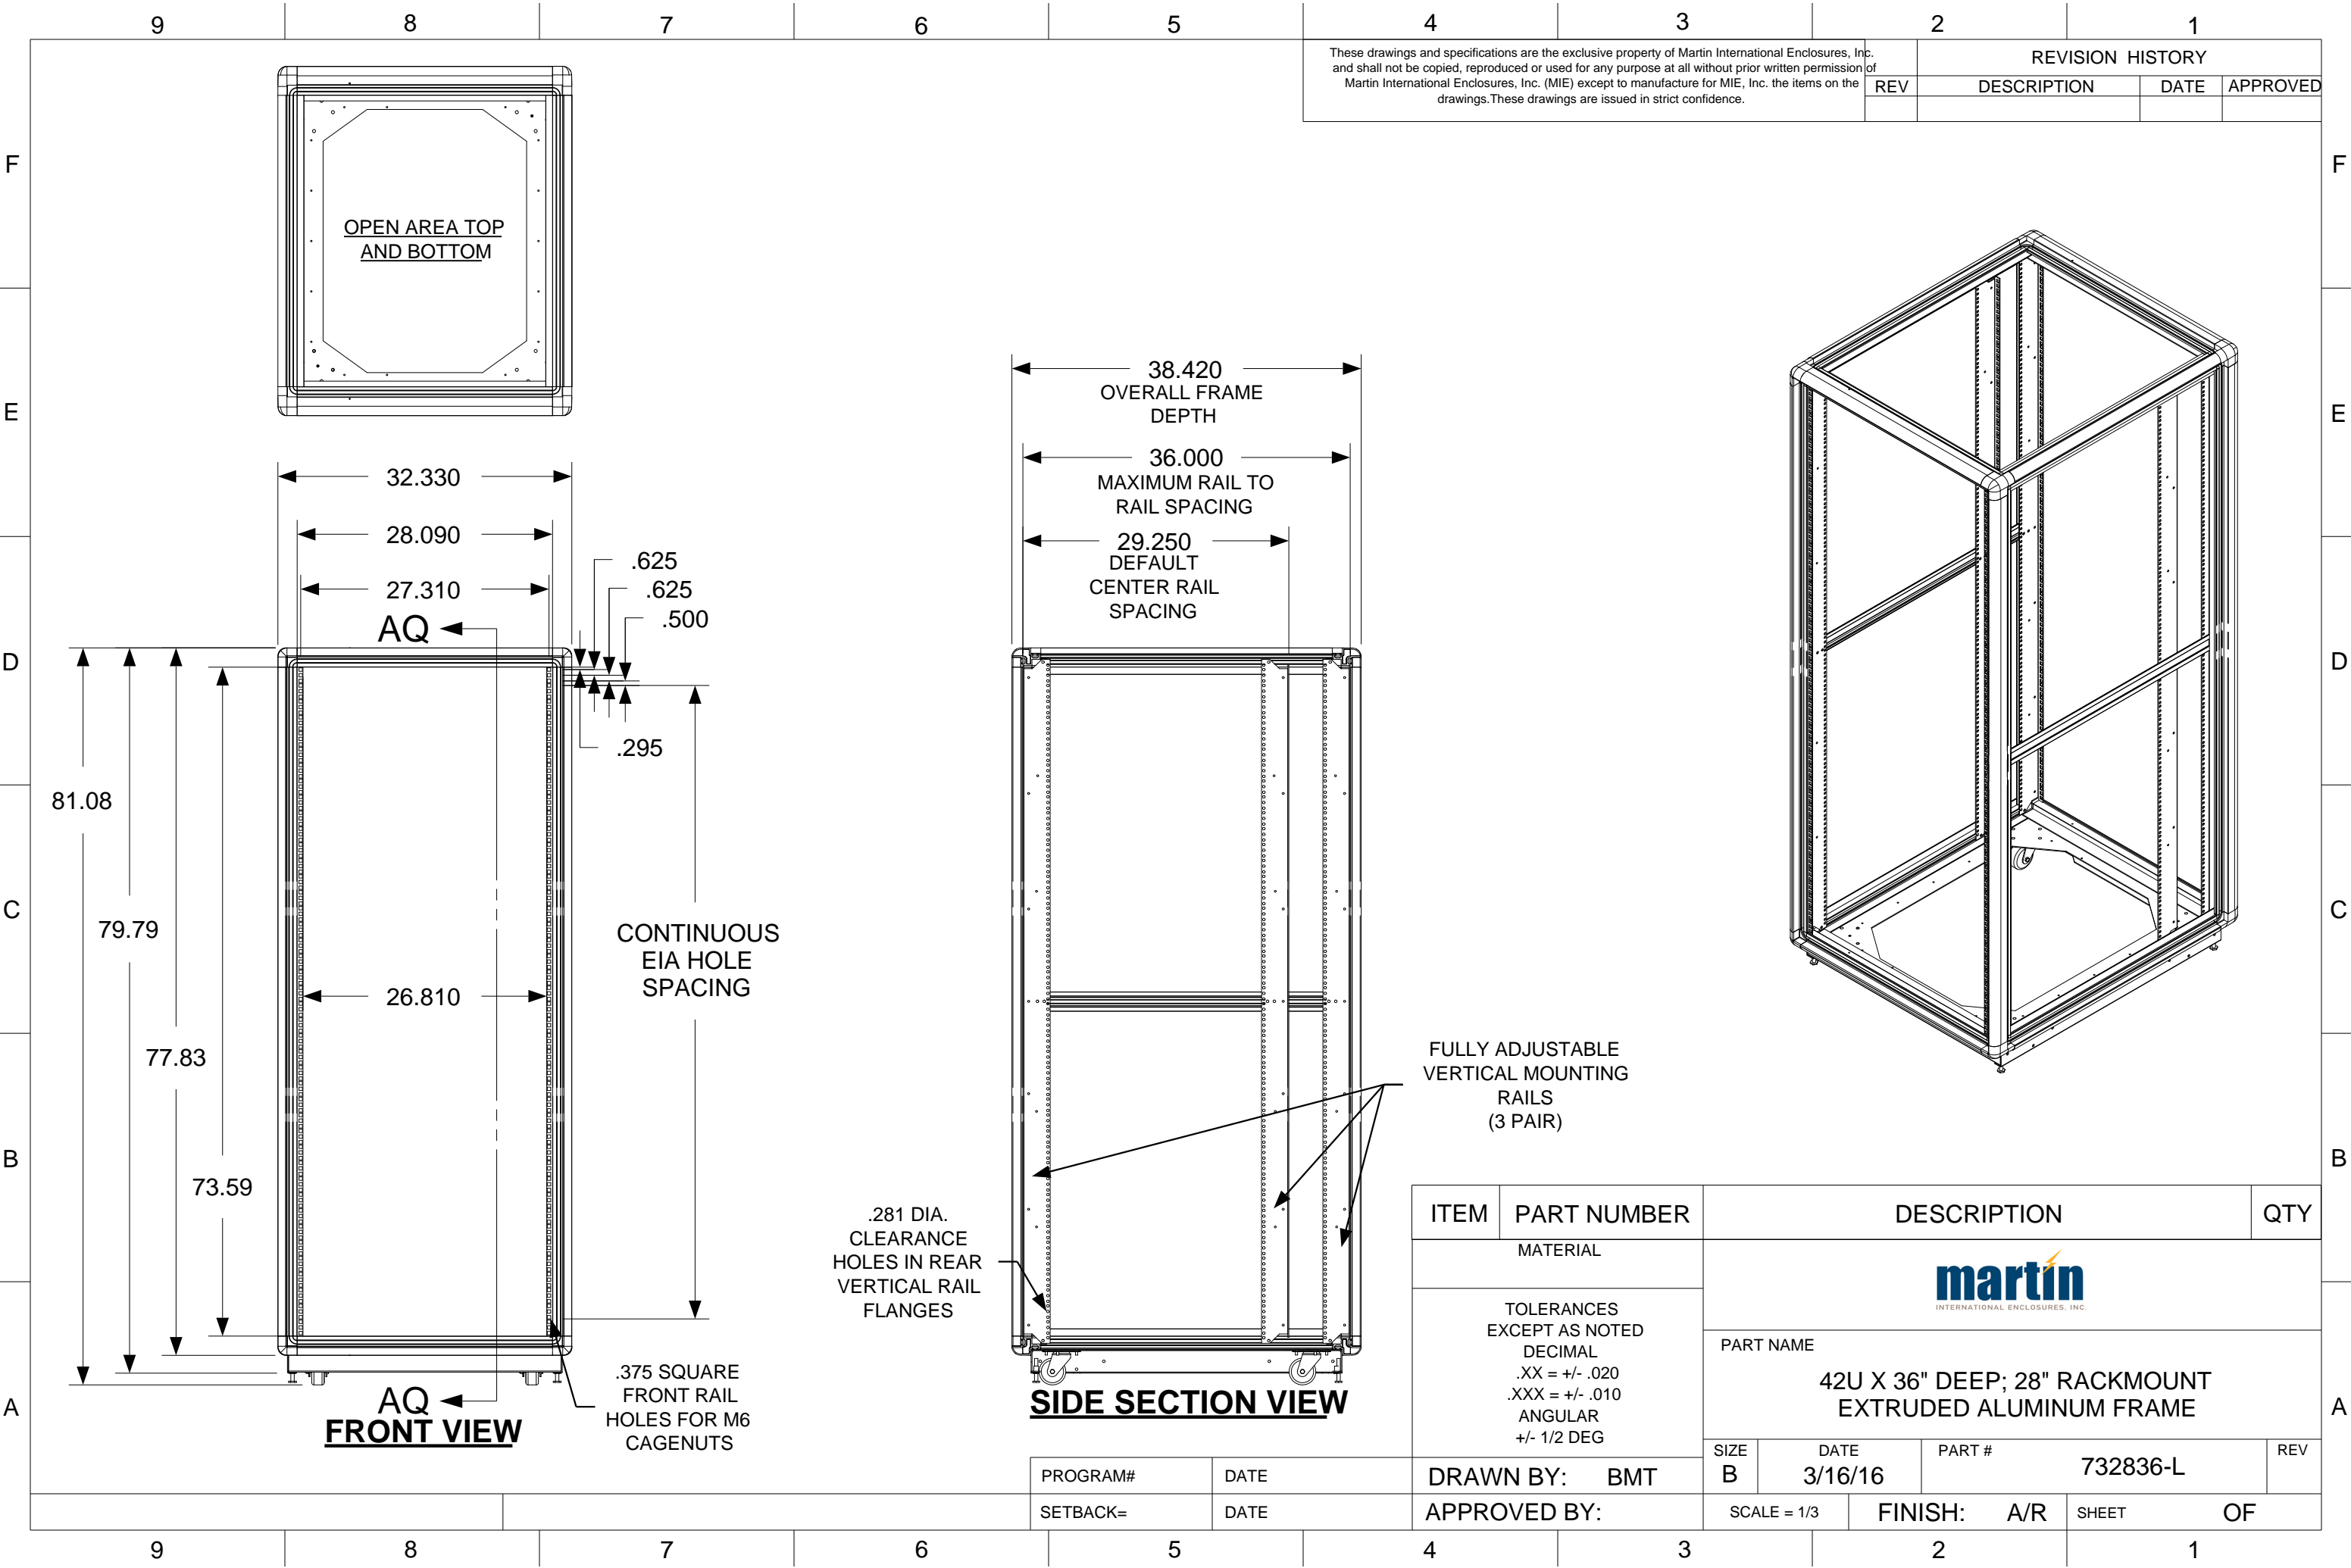 9 8 7 6 5 4 3 2 1
These drawings and specifications are the exclusive property of Martin International Enclosures, Inc.
and shall not be copied, reproduced or used for any purpose at all without prior written permission of
Martin International Enclosures, Inc. (MIE) except to manufacture for MIE, Inc. the items on the
drawings.These drawings are issued in strict confidence.
REVISION HISTORY
REV DESCRIPTION DATE APPROVED
F F
OPEN AREA TOP
AND BOTTOM
E E
38.420
OVERALL FRAME
DEPTH
36.000
MAXIMUM RAIL TO
RAIL SPACING
29.250
DEFAULT
CENTER RAIL
SPACING
32.330
28.090
27.310
.625
.625
.500
.295
AQ
D D
81.08
79.79
77.83
73.59
26.810
CONTINUOUS
EIA HOLE
SPACING
C C
FULLY ADJUSTABLE
VERTICAL MOUNTING
RAILS
(3 PAIR)
B B
.281 DIA.
CLEARANCE
HOLES IN REAR
VERTICAL RAIL
FLANGES
.375 SQUARE
FRONT RAIL
HOLES FOR M6
CAGENUTS
AQ
FRONT VIEW
SIDE SECTION VIEW
A A
ITEM PART NUMBER DESCRIPTION QTY
MATERIAL
martin
INTERNATIONAL ENCLOSURES, INC.
TOLERANCES
EXCEPT AS NOTED
DECIMAL
.XX = +/- .020
.XXX = +/- .010
ANGULAR
+/- 1/2 DEG
PART NAME
42U X 36" DEEP; 28" RACKMOUNT
EXTRUDED ALUMINUM FRAME
SIZE DATE PART # REV
B 3/16/16 732836-L
PROGRAM# DATE
DRAWN BY: BMT
SETBACK= DATE
APPROVED BY:
SCALE = 1/3 FINISH: A/R SHEET OF
9 8 7 6 5 4 3 2 1